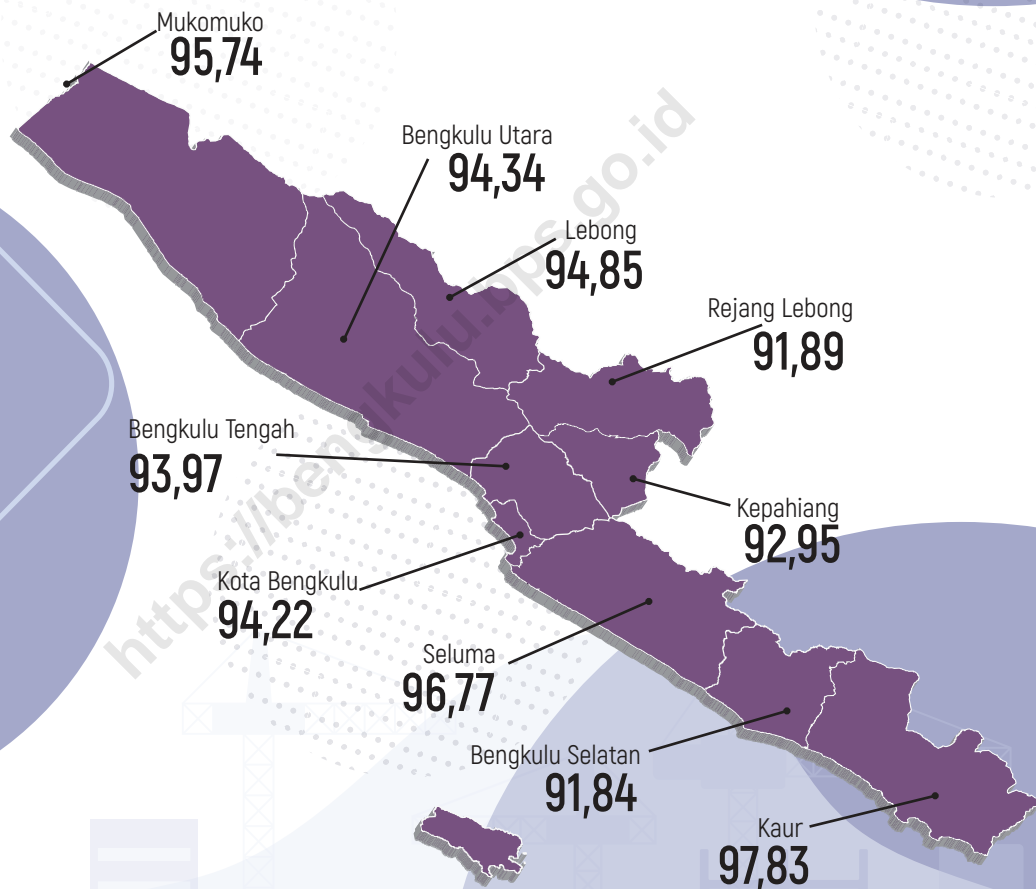 Mukomuko
95,74
Bengkulu Utara
94,34
Lebong
94,85
Rejang Lebong
91,89
Bengkulu Tengah
93,97
Kepahiang
92,95
Kota Bengkulu
94,22
Seluma
96,77
Bengkulu Selatan
91,84
Kaur
97,83
https://bengkulu.bps.go.id